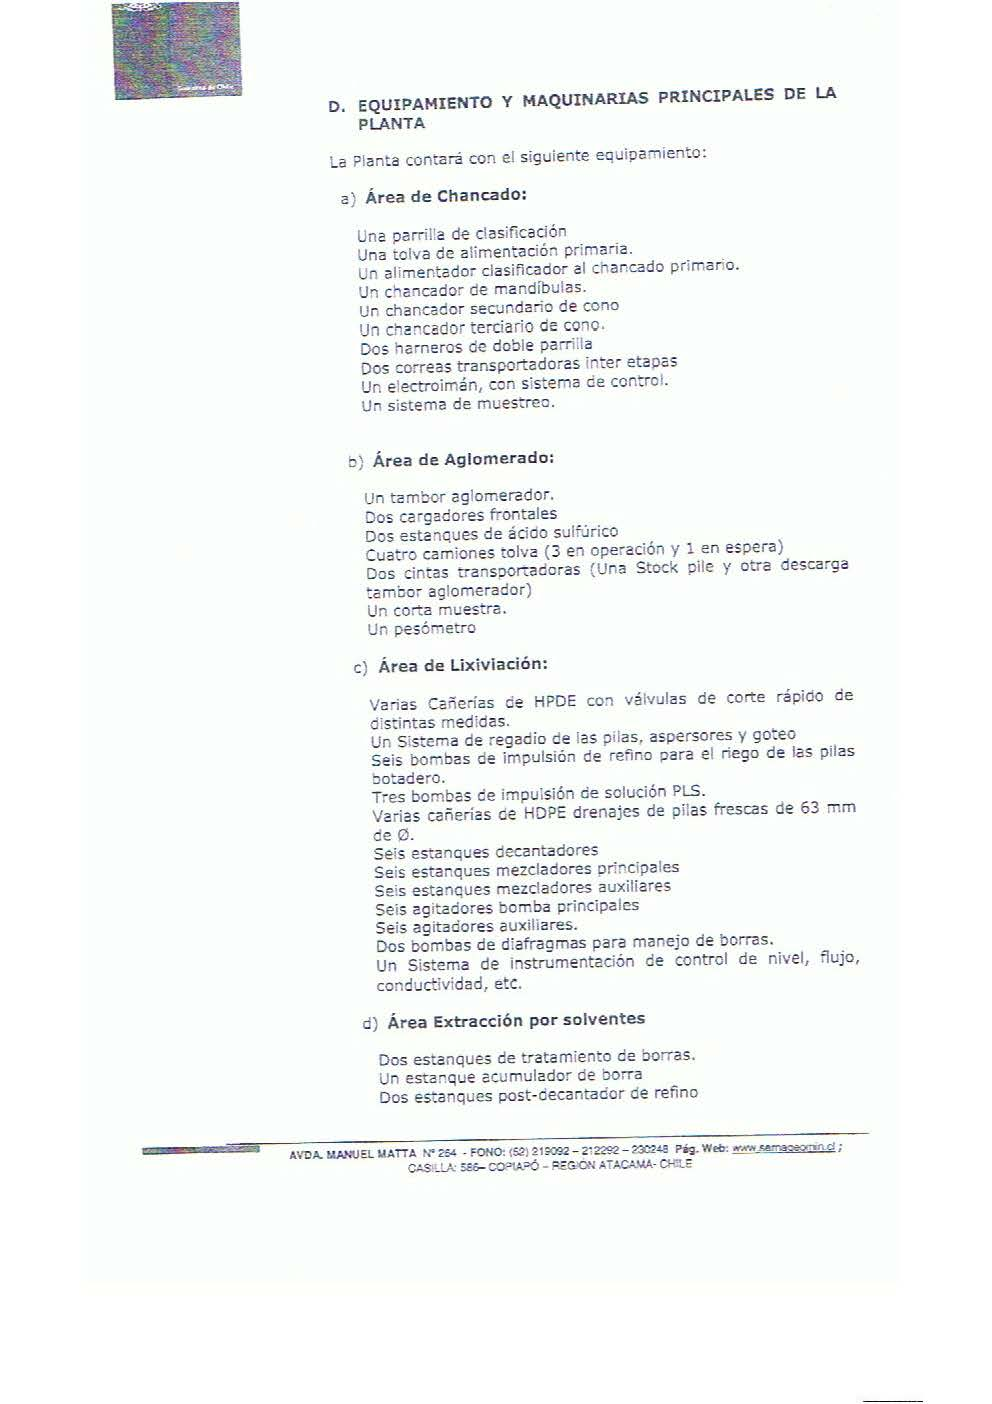 D. EQUIPAMIENTO Y MAQUINARIAS PRINCIPALES DE LA
PLANTA
La Planta contará con el siguiente equipamiento:
a) Área de Chancado:
Una parrilla de clasificación
Una tolva de alimentación primaria.
Un alimentador clasificador al chancado primario.
Un chancador de mandíbulas.
Un chancador secundario de cono
Un chancador terciario de cono.
Dos harneros de doble parrilla
Dos correas transportadoras inter etapas
Un electroimán, con sistema de control.
Un sistema de muestreo.
b) Área de Aglomerado:
Un tambor aglomerador.
Dos cargadores frontales
Dos estanques de ácido sulfúrico
Cuatro camiones tolva (3 en operación y 1 en espera)
Dos cintas transportadoras (Una Stock pile y otra descarga
tambor aglomerador)
Un corta muestra.
Un pesómetro
c) Área de Lixiviación:
Varias Cañerías de HPDE con válvulas de corte rápido de
distintas medidas.
Un Sistema de regadío de las pilas, aspersores y goteo
Seis bombas de impulsión de refino para el riego de las pilas
botadero.
Tres bombas de impulsión de solución PLS.
Varias cañerías de HDPE drenajes de pilas frescas de 63 mm
de Ø.
Seis estanques decantadores
Seis estanques mezcladores principales
Seis estanques mezcladores auxiliares
Seis agitadores bomba principales
Seis agitadores auxiliares.
Dos bombas de diafragmas para manejo de borras.
Un Sistema de instrumentación de control de nivel, flujo,
conductividad, etc.
d) Área Extracción por solventes
Dos estanques de tratamiento de borras.
Un estanque acumulador de borra
Dos estanques post-decantador de refino
AVDA. MANUEL MATTA N° 264 - FONO: (52) 219092 – 212292 – 230248 Pág. Web: www.sernageomin.cl ;
CASILLA: 586– COPIAPÓ – REGIÓN ATACAMA- CHILE